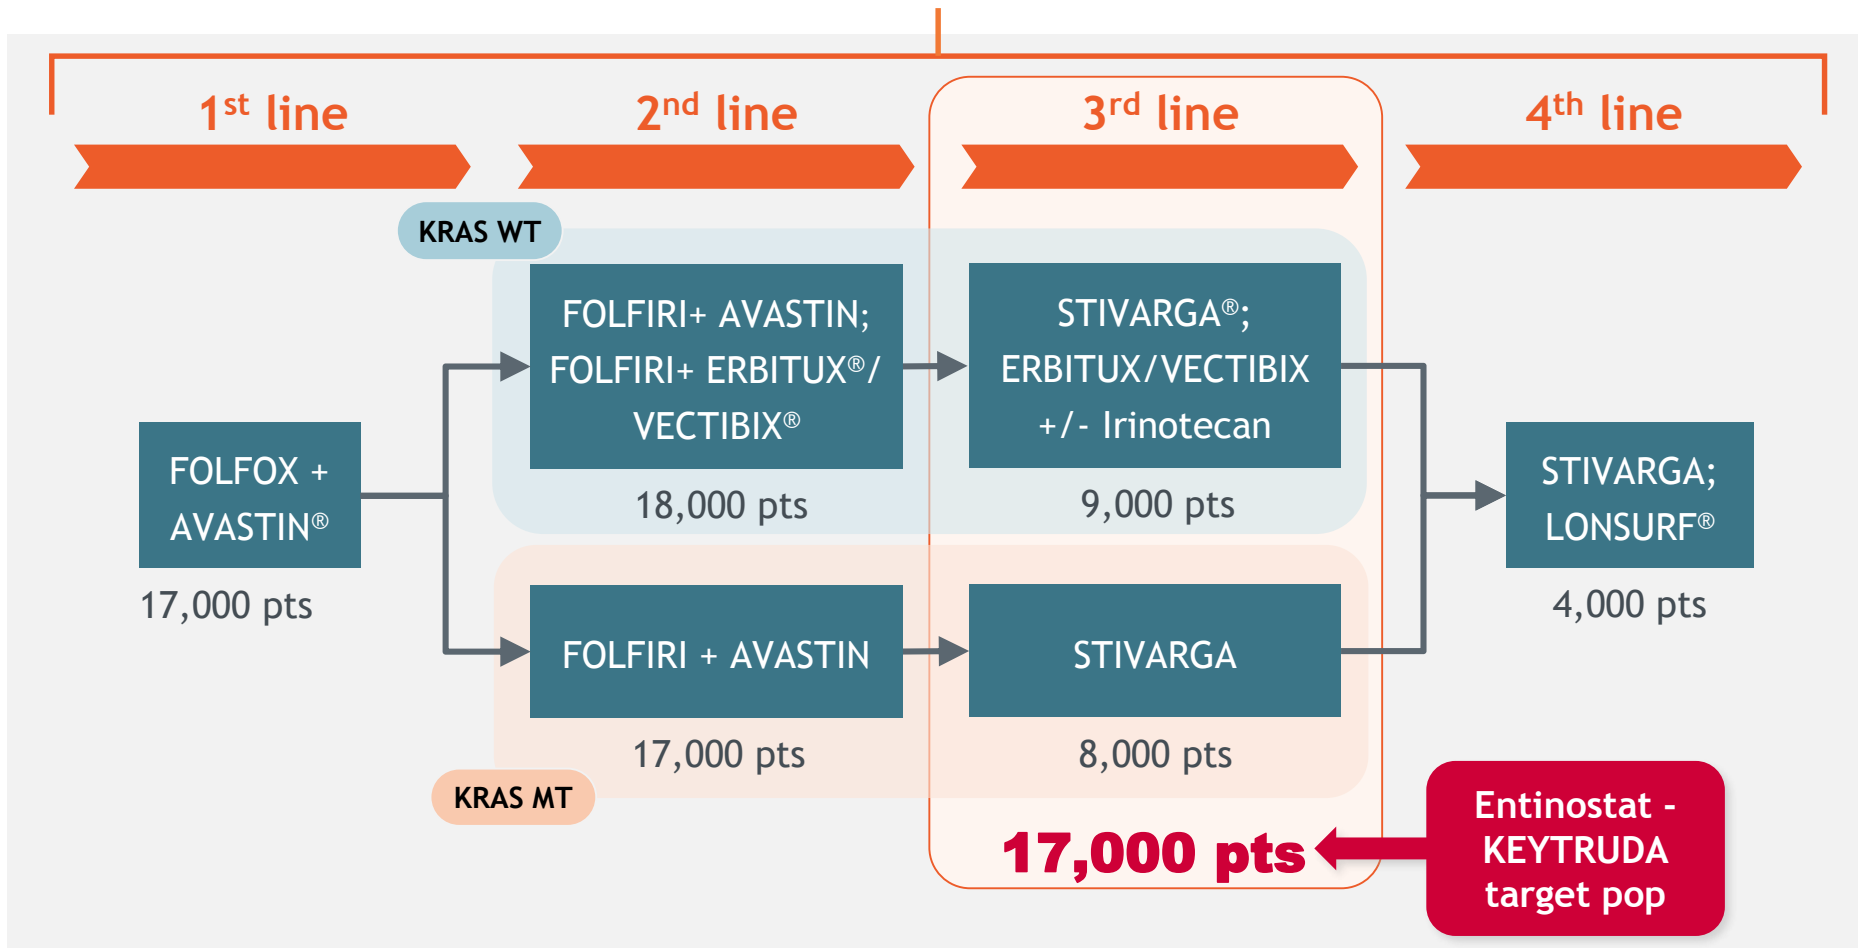 1st line
2nd line
3rd line
4th line
KRAS WT
FOLFOX +
AVASTIN®
17,000 pts
FOLFIRI+ AVASTIN;
FOLFIRI+ ERBITUX®/
VECTIBIX®
18,000 pts
STIVARGA®;
ERBITUX/VECTIBIX
+/- Irinotecan
9,000 pts
FOLFIRI + AVASTIN
17,000 pts
STIVARGA
8,000 pts
KRAS MT
STIVARGA;
LONSURF®
4,000 pts
17,000 pts
Entinostat -
KEYTRUDA
target pop